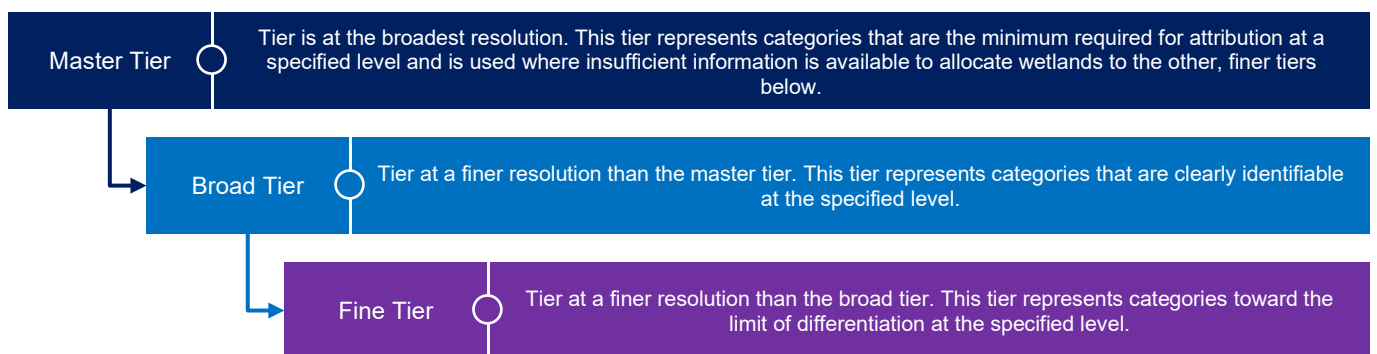 Master Tier
Tier is at the broadest resolution. This tier represents categories that are the minimum required for attribution at a
specified level and is used where insufficient information is available to allocate wetlands to the other, finer tiers
below.
Broad Tier
Tier at a finer resolution than the master tier. This tier represents categories that are clearly identifiable
at the specified level.
Fine Tier
Tier at a finer resolution than the broad tier. This tier represents categories toward the
limit of differentiation at the specified level.